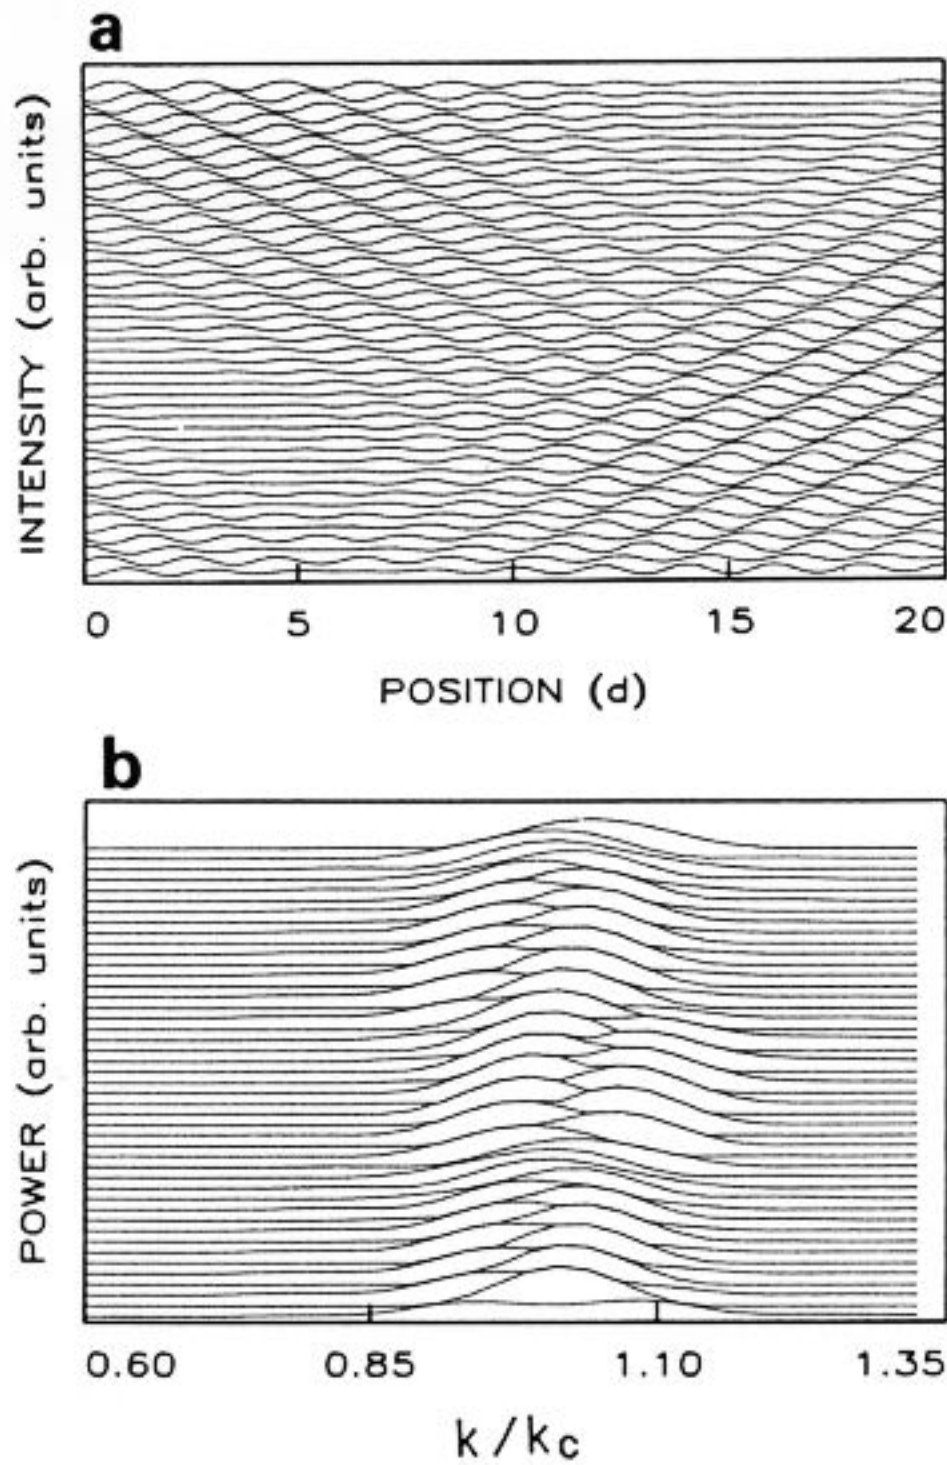 a
INTENSITY (arb. units)
0 5 10 15 20
POSITION (d)
b
POWER (arb. units)
0.60 0.85 1.10 1.35
k/kc